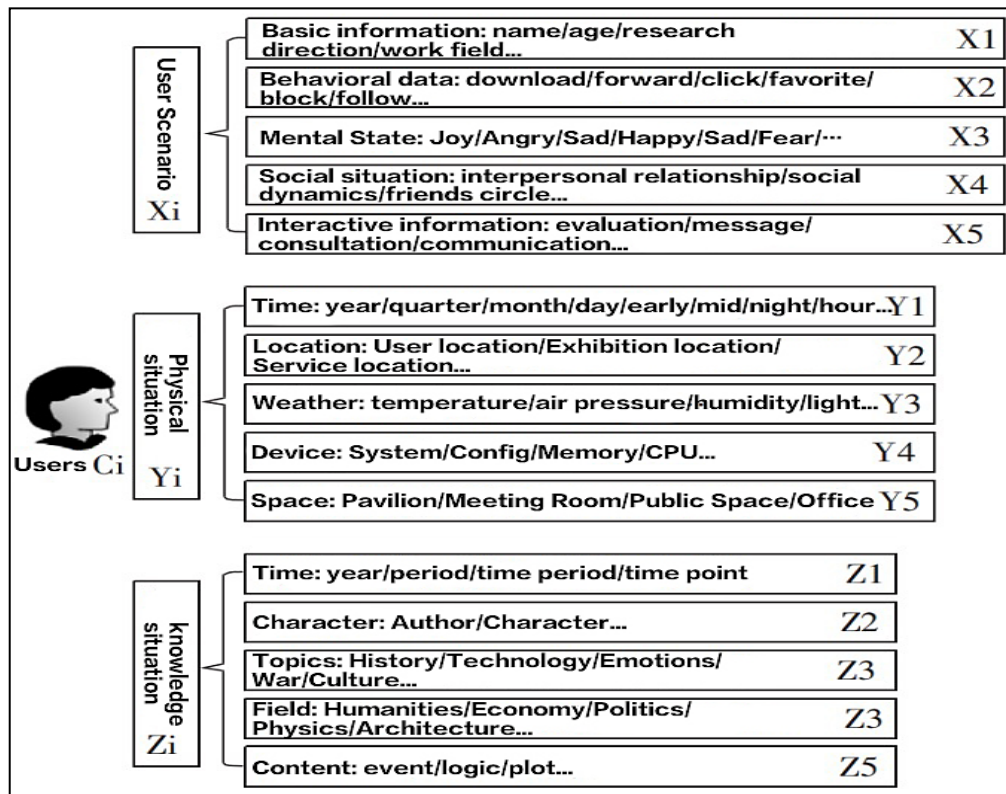 User Scenario
Xi
Basic information: name/age/research
direction/work field...
X1
Behavioral data: download/forward/click/favorite/
block/follow...
X2
Mental State: Joy/Angry/Sad/Happy/Sad/Fear/···
X3
Social situation: interpersonal relationship/social
dynamics/friends circle...
X4
Interactive information: evaluation/message/
consultation/communication...
X5
Users Ci
Physical
situation
Yi
Time: year/quarter/month/day/early/mid/night/hour...Y1
Location: User location/Exhibition location/
Service location...
Y2
Weather: temperature/air pressure/humidity/light... Y3
Device: System/Config/Memory/CPU...
Y4
Space: Pavilion/Meeting Room/Public Space/Office Y5
knowledge
situation
Zi
Time: year/period/time period/time point
Z1
Character: Author/Character...
Z2
Topics: History/Technology/Emotions/
War/Culture...
Z3
Field: Humanities/Economy/Politics/
Physics/Architecture...
Z3
Content: event/logic/plot...
Z5